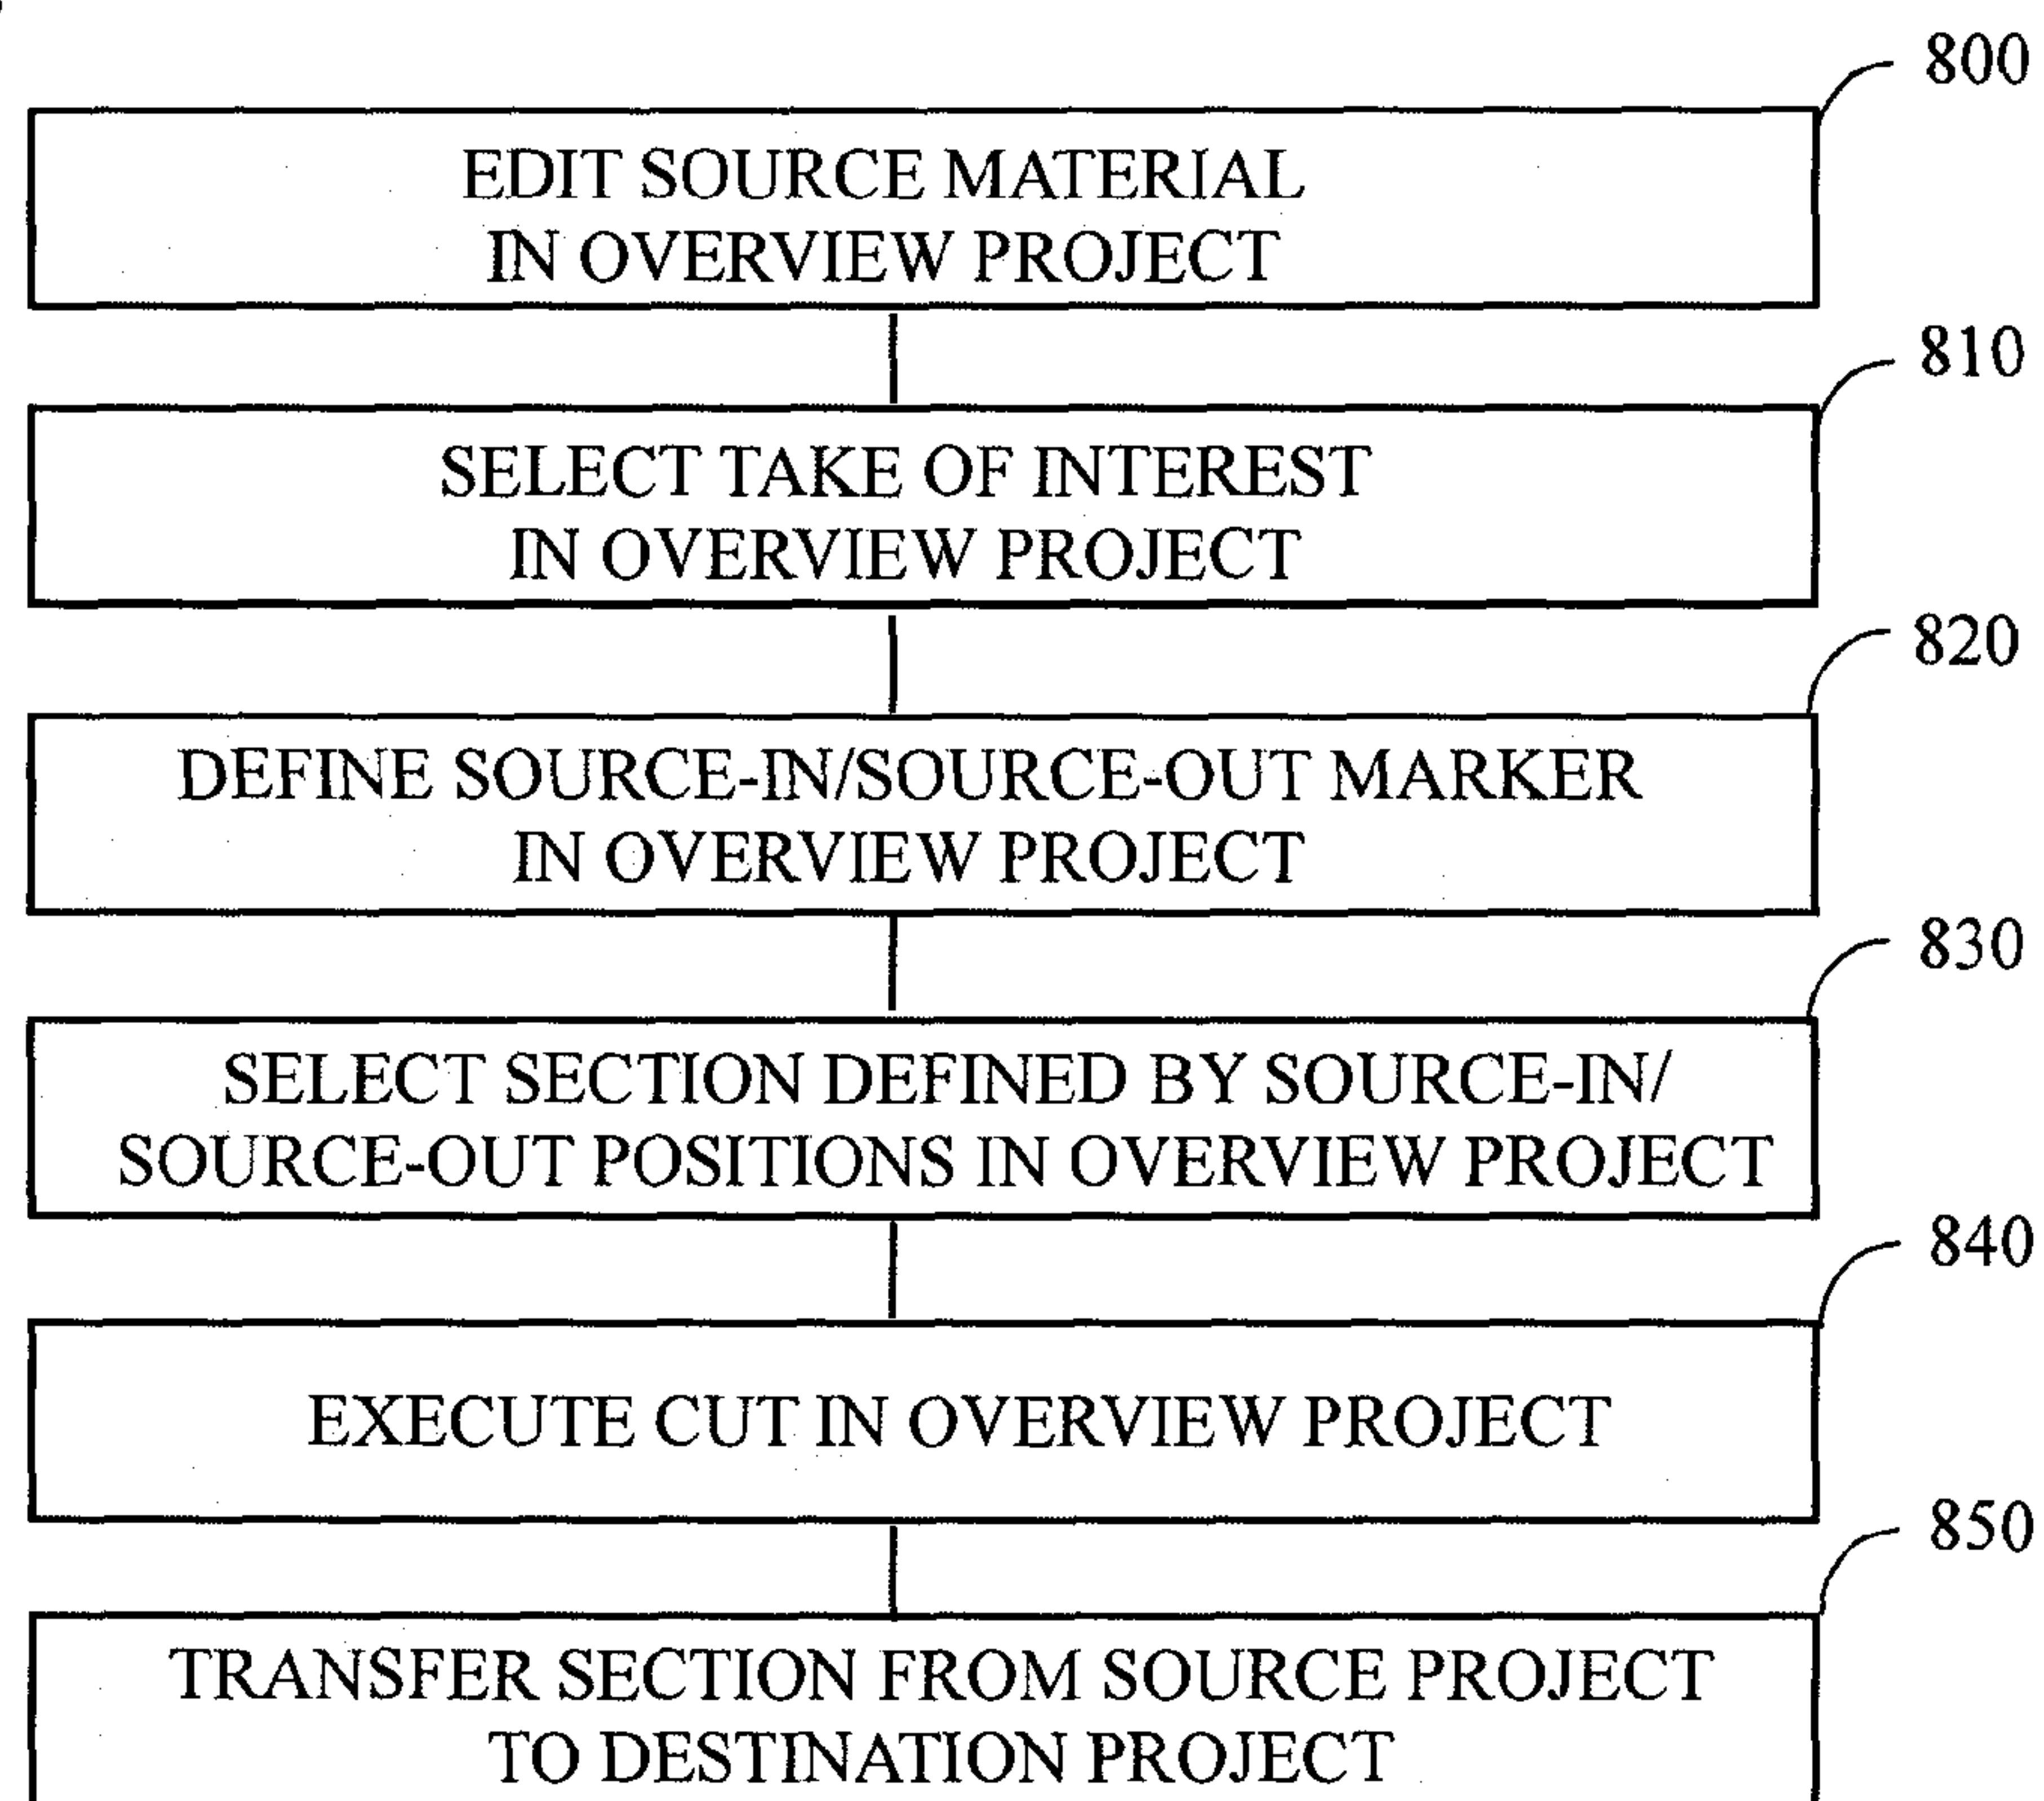 800
EDIT SOURCE MATERIAL
IN OVERVIEW PROJECT
810
SELECT TAKE OF INTEREST
IN OVERVIEW PROJECT
820
DEFINE SOURCE-IN/SOURCE-OUT MARKER
IN OVERVIEW PROJECT
830
SELECT SECTION DEFINED BY SOURCE-IN/
SOURCE-OUT POSITIONS IN OVERVIEW PROJECT
840
EXECUTE CUT IN OVERVIEW PROJECT
850
TRANSFER SECTION FROM SOURCE PROJECT
TO DESTINATION PROJECT